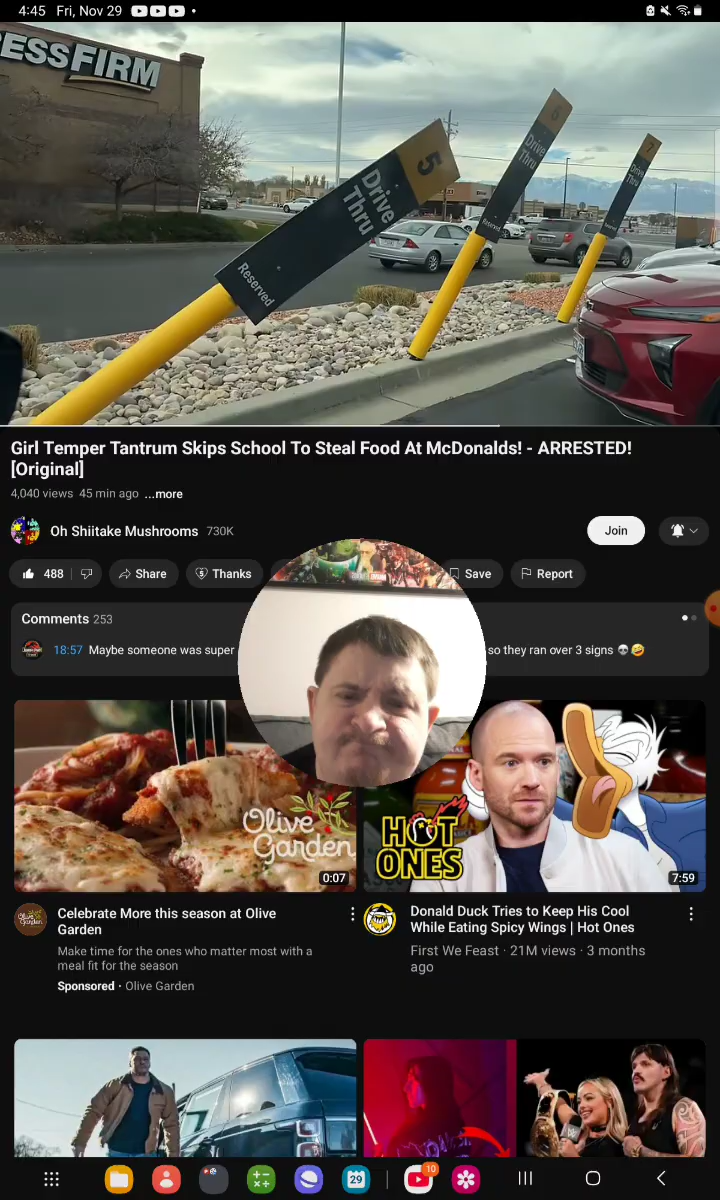 4:45 Fri, Nov 29
ESSFIRM
5
Drive
Thru
Reserved
6
Drive
Thru
Reserved
7
Drive
Thru
Reserved
Girl Temper Tantrum Skips School To Steal Food At McDonalds! - ARRESTED!
[Original]
4,040 views 45 min ago ...more
Oh Shiitake Mushrooms 730K
Join
488
Share
Thanks
Save
Report
Comments 253
18:57 Maybe someone was super
so they ran over 3 signs 💀🤣
Olive
Garden
0:07
HOT
ONES
7:59
Celebrate More this season at Olive
Garden
Make time for the ones who matter most with a
meal fit for the season
Sponsored · Olive Garden
Donald Duck Tries to Keep His Cool
While Eating Spicy Wings | Hot Ones
First We Feast · 21M views · 3 months
ago
29
10